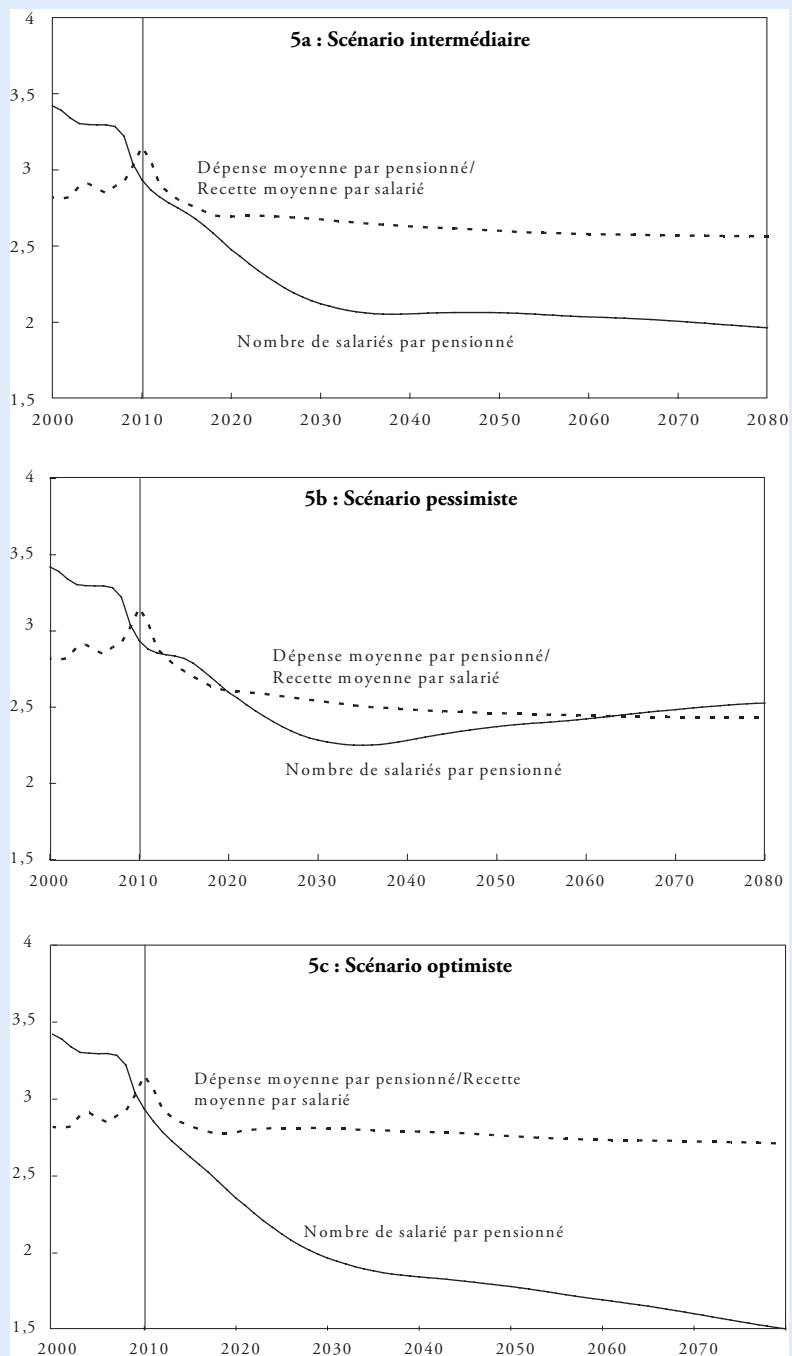 5a : Scénario intermédiaire
4
3,5
3
2,5
2
1,5
Dépense moyenne par pensionné/
Recette moyenne par salarié
Nombre de salariés par pensionné
2000 2010 2020 2030 2040 2050 2060 2070 2080
5b : Scénario pessimiste
4
3,5
3
2,5
2
1,5
Dépense moyenne par pensionné/
Recette moyenne par salarié
Nombre de salariés par pensionné
2000 2010 2020 2030 2040 2050 2060 2070 2080
5c : Scénario optimiste
4
3,5
3
2,5
2
1,5
Dépense moyenne par pensionné/Recette
moyenne par salarié
Nombre de salarié par pensionné
2000 2010 2020 2030 2040 2050 2060 2070